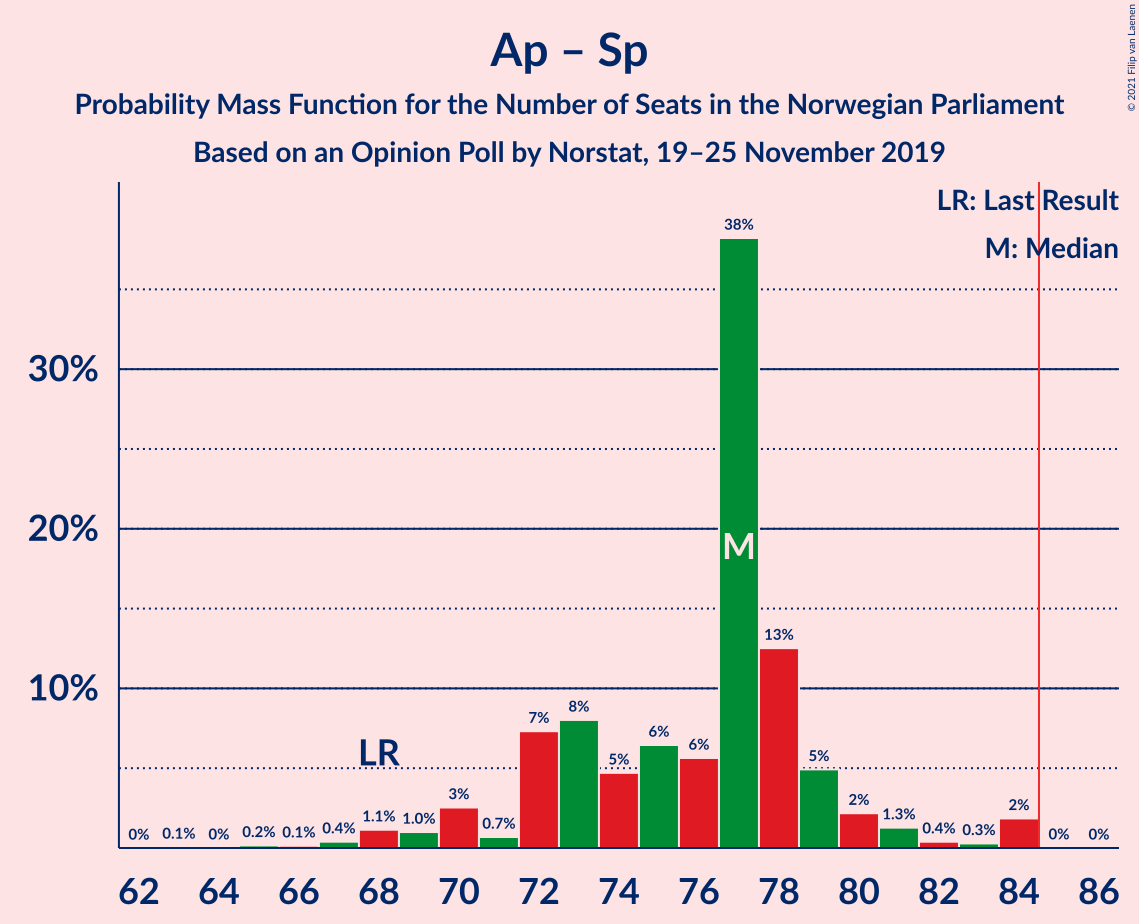 Ap – Sp
Probability Mass Function for the Number of Seats in the Norwegian Parliament
Based on an Opinion Poll by Norstat, 19–25 November 2019
© 2021 Filip van Laenen
LR: Last Result
M: Median
30%
20%
10%
0% 0.1% 0% 0.2% 0.1% 0.4% 1.1% 1.0% 3% 0.7% 7% 8% 5% 6% 6% 38% 13% 5% 2% 1.3% 0.4% 0.3% 2% 0% 0%
LR
M
62 64 66 68 70 72 74 76 78 80 82 84 86